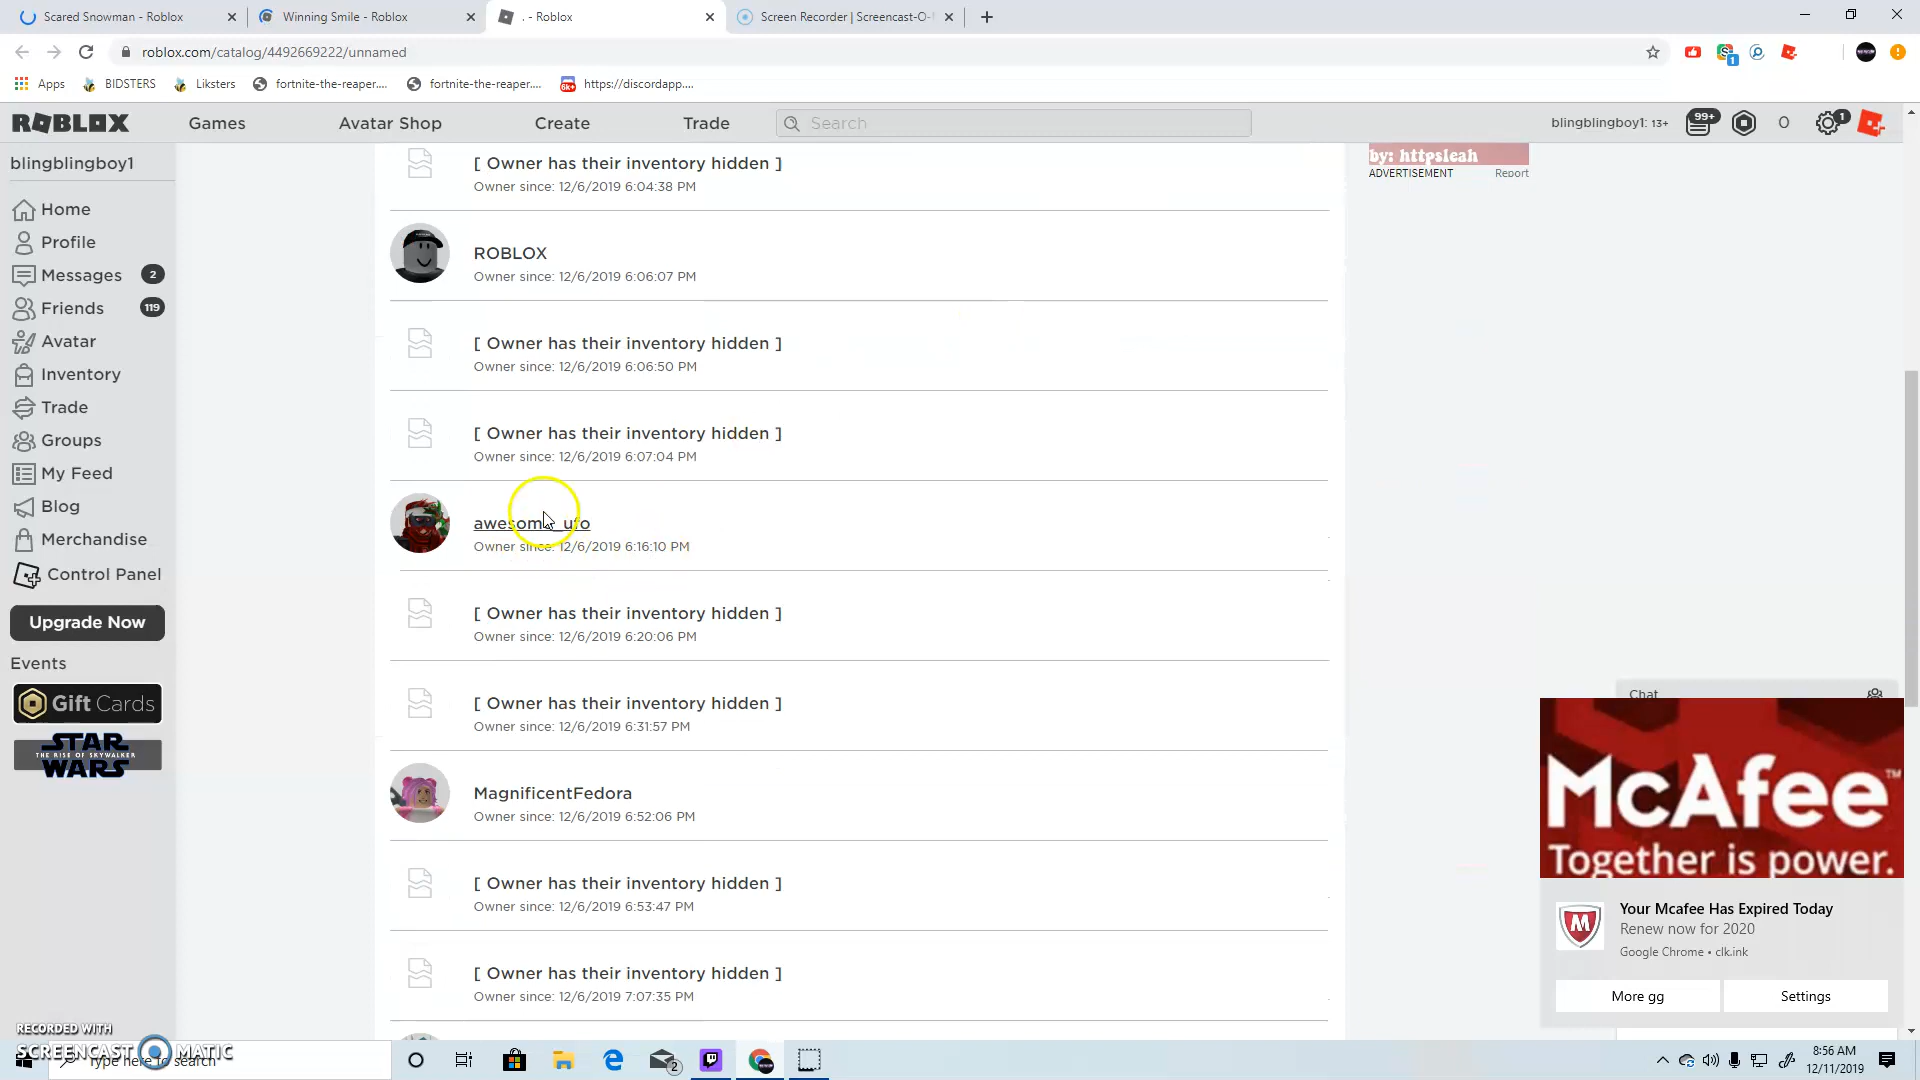 Scared Snowman - Roblox
Winning Smile - Roblox
. - Roblox
Screen Recorder | Screencast-O-
roblox.com/catalog/4492669222/unnamed
Apps
BIDSTERS
Liksters
fortnite-the-reaper....
fortnite-the-reaper....
https://discordapp....
ROBLOX
Games
Avatar Shop
Create
Trade
Search
blingblingboy1: 13+
99+
0
1
blingblingboy1
Home
Profile
Messages 2
Friends 119
Avatar
Inventory
Trade
Groups
My Feed
Blog
Merchandise
Control Panel
Upgrade Now
Events
Gift Cards
STAR
THE RISE OF SKYWALKER
WARS
[ Owner has their inventory hidden ]
Owner since: 12/6/2019 6:04:38 PM
ROBLOX
Owner since: 12/6/2019 6:06:07 PM
[ Owner has their inventory hidden ]
Owner since: 12/6/2019 6:06:50 PM
[ Owner has their inventory hidden ]
Owner since: 12/6/2019 6:07:04 PM
awesome_ufo
Owner since: 12/6/2019 6:16:10 PM
[ Owner has their inventory hidden ]
Owner since: 12/6/2019 6:20:06 PM
[ Owner has their inventory hidden ]
Owner since: 12/6/2019 6:31:57 PM
MagnificentFedora
Owner since: 12/6/2019 6:52:06 PM
[ Owner has their inventory hidden ]
Owner since: 12/6/2019 6:53:47 PM
[ Owner has their inventory hidden ]
Owner since: 12/6/2019 7:07:35 PM
by: httpsleah
ADVERTISEMENT
Report
Chat
McAfee™
Together is power.
Your Mcafee Has Expired Today
Renew now for 2020
Google Chrome • clk.ink
More gg
Settings
RECORDED WITH
SCREENCAST MATIC
Type here to search
2
8:56 AM
12/11/2019